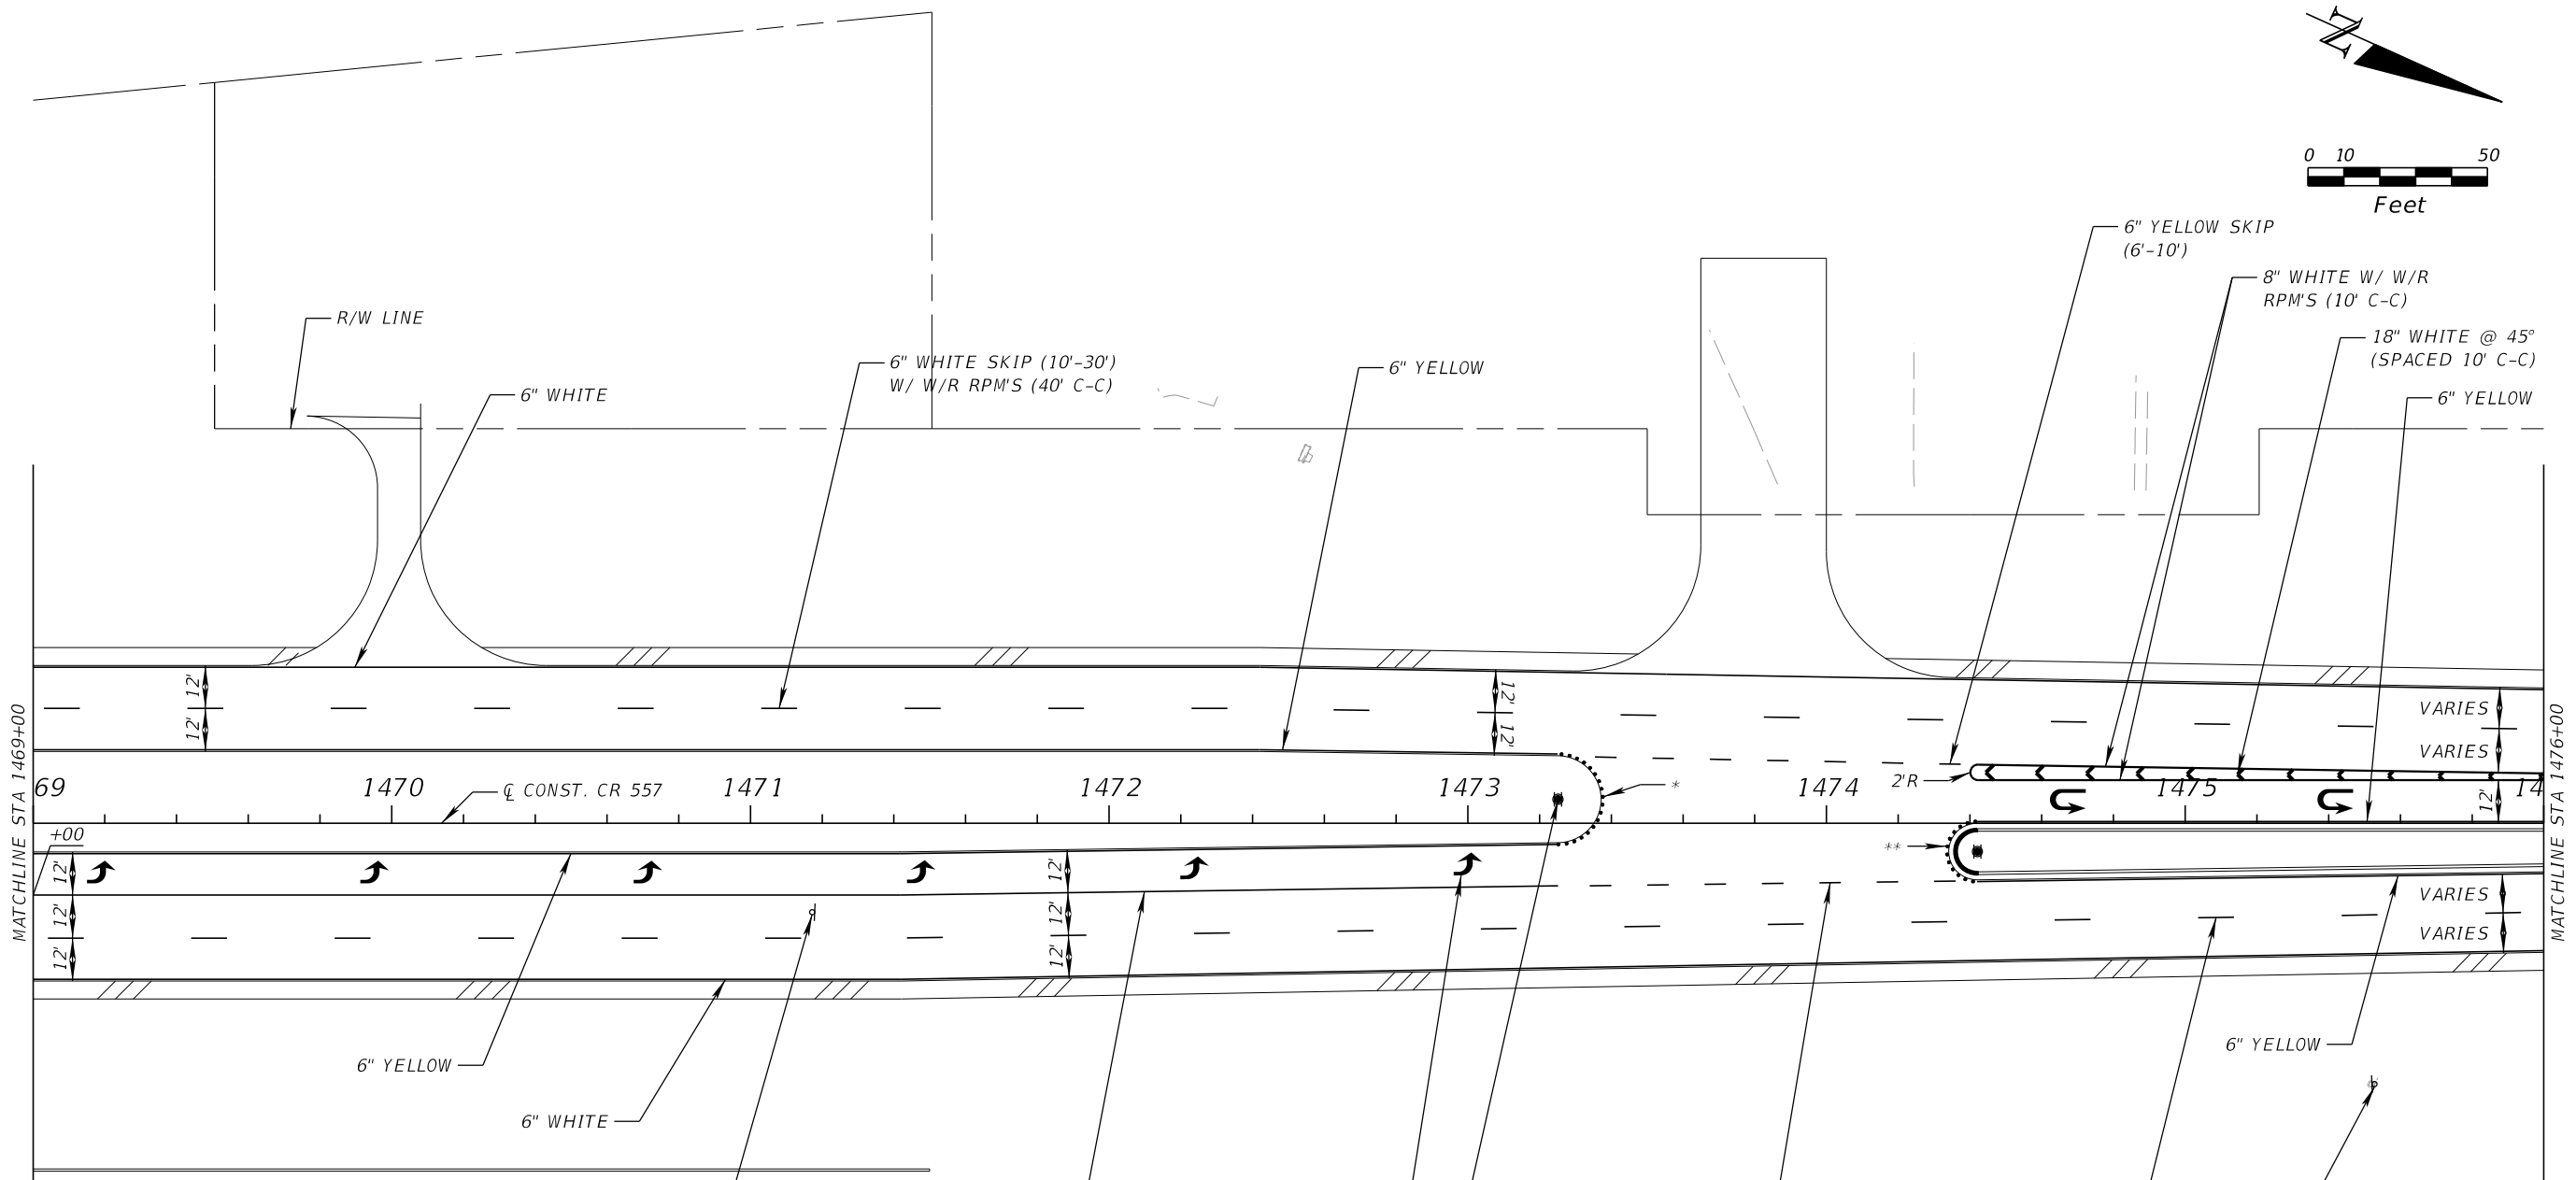 N
0 10 50
Feet
6" YELLOW SKIP
(6'-10')
8" WHITE W/ W/R
RPM'S (10' C-C)
R/W LINE
18" WHITE @ 45°
(SPACED 10' C-C)
6" WHITE SKIP (10'-30')
W/ W/R RPM'S (40' C-C)
6" YELLOW
6" WHITE
6" YELLOW
12'
12'
12'
12'
VARIES
VARIES
MATCHLINE STA 1469+00
MATCHLINE STA 1476+00
69 1470 1471 1472 1473 1474 1475 14
℄ CONST. CR 557
*
2'R
12'
+00
**
12'
12'
12'
12'
12'
12'
VARIES
VARIES
6" YELLOW
6" YELLOW
6" WHITE